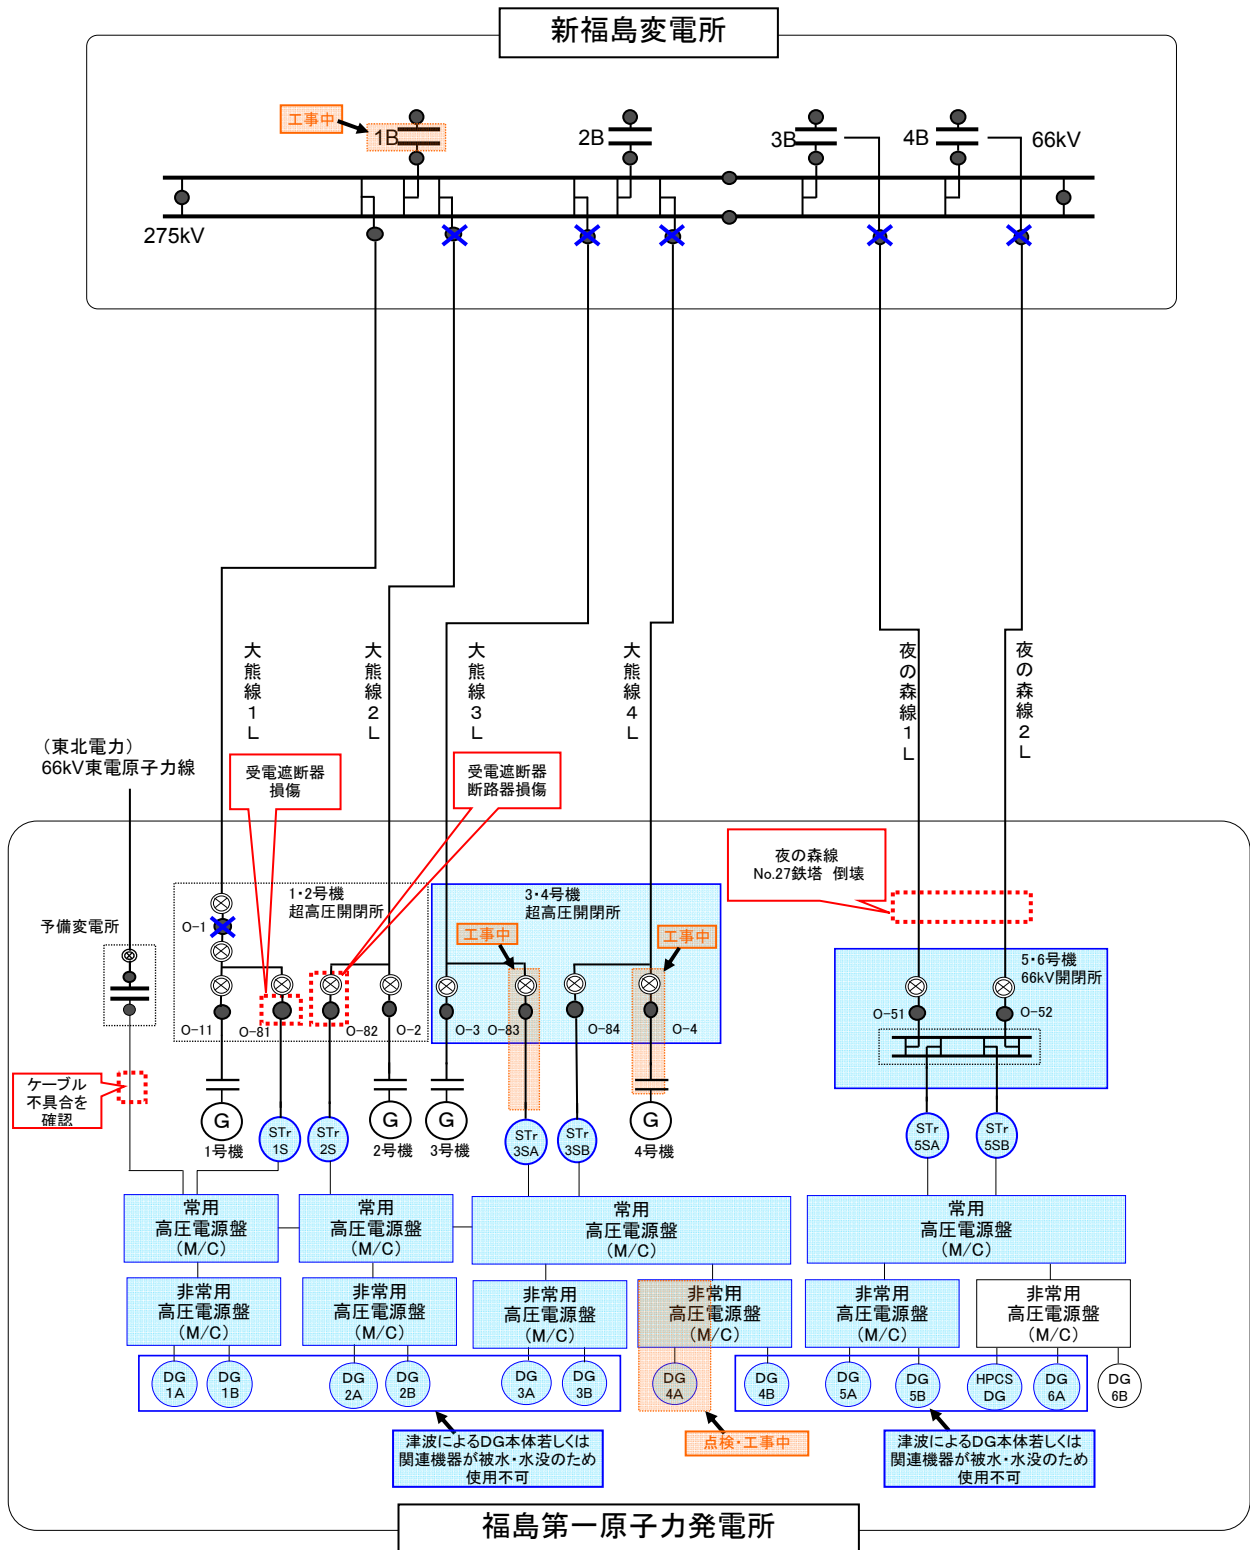 新福島変電所
工事中
1B
2B
3B
4B
66kV
275kV
大熊線1L
大熊線2L
大熊線3L
大熊線4L
夜の森線1L
夜の森線2L
(東北電力)
66kV東電原子力線
受電遮断器
損傷
受電遮断器
断路器損傷
夜の森線
No.27鉄塔 倒壊
予備変電所
1・2号機
超高圧開閉所
3・4号機
超高圧開閉所
工事中
工事中
5・6号機
66kV開閉所
O-1
O-11
O-81
O-82
O-2
O-3
O-83
O-84
O-4
O-51
O-52
ケーブル
不具合を
確認
G
1号機
STr
1S
STr
2S
G
2号機
G
3号機
STr
3SA
STr
3SB
G
4号機
STr
5SA
STr
5SB
常用
高圧電源盤
(M/C)
常用
高圧電源盤
(M/C)
常用
高圧電源盤
(M/C)
常用
高圧電源盤
(M/C)
非常用
高圧電源盤
(M/C)
非常用
高圧電源盤
(M/C)
非常用
高圧電源盤
(M/C)
非常用
高圧電源盤
(M/C)
非常用
高圧電源盤
(M/C)
非常用
高圧電源盤
(M/C)
DG
1A
DG
1B
DG
2A
DG
2B
DG
3A
DG
3B
DG
4A
DG
4B
DG
5A
DG
5B
HPCS
DG
DG
6A
DG
6B
津波によるDG本体若しくは
関連機器が被水・水没のため
使用不可
点検・工事中
津波によるDG本体若しくは
関連機器が被水・水没のため
使用不可
福島第一原子力発電所